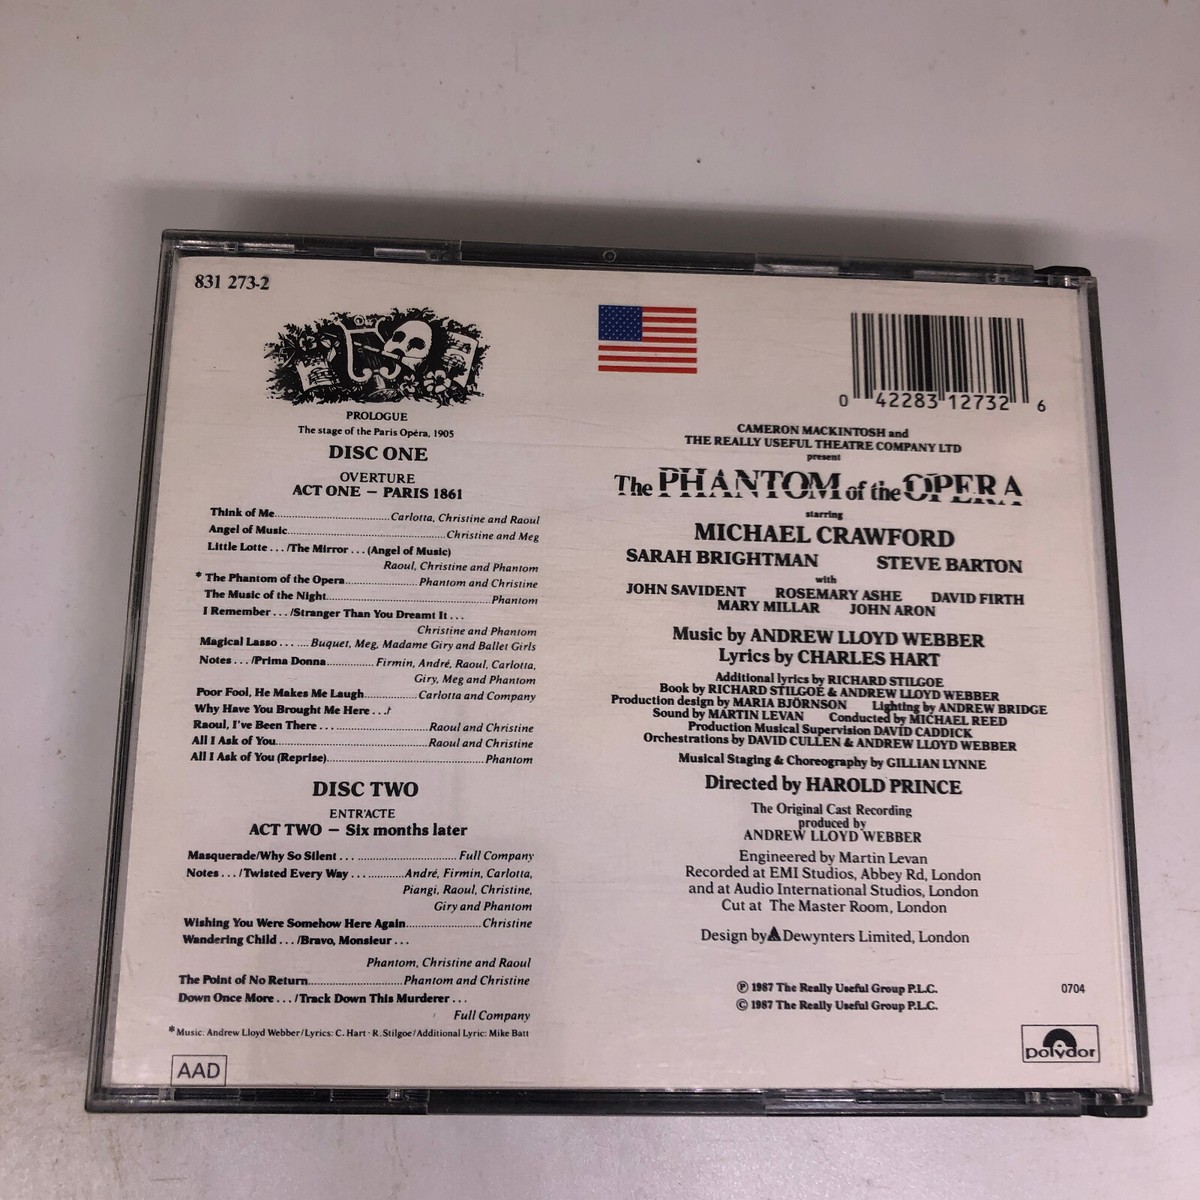 831 273-2
PROLOGUE
The stage of the Paris Opéra, 1905
DISC ONE
OVERTURE
ACT ONE – PARIS 1861
Think of Me........................Carlotta, Christine and Raoul
Angel of Music........................Christine and Meg
Little Lotte . . . /The Mirror . . . (Angel of Music)
Raoul, Christine and Phantom
* The Phantom of the Opera........................Phantom and Christine
The Music of the Night........................Phantom
I Remember . . . /Stranger Than You Dreamt It . . .
Christine and Phantom
Magical Lasso . . . ....Buquet, Meg, Madame Giry and Ballet Girls
Notes . . . /Prima Donna..............Firmin, André, Raoul, Carlotta,
Giry, Meg and Phantom
Poor Fool, He Makes Me Laugh................Carlotta and Company
Why Have You Brought Me Here . . ./
Raoul, I've Been There . . . ........................Raoul and Christine
All I Ask of You........................Raoul and Christine
All I Ask of You (Reprise)........................Phantom
DISC TWO
ENTR'ACTE
ACT TWO – Six months later
Masquerade/Why So Silent . . . ........................Full Company
Notes . . . /Twisted Every Way . . . ............André, Firmin, Carlotta,
Piangi, Raoul, Christine,
Giry and Phantom
Wishing You Were Somehow Here Again........................Christine
Wandering Child . . . /Bravo, Monsieur . . .
Phantom, Christine and Raoul
The Point of No Return........................Phantom and Christine
Down Once More . . . /Track Down This Murderer . . .
Full Company
* Music: Andrew Lloyd Webber/Lyrics: C. Hart · R. Stilgoe/Additional Lyric: Mike Batt
AAD
0 42283 12732 6
CAMERON MACKINTOSH and
THE REALLY USEFUL THEATRE COMPANY LTD
present
The PHANTOM of the OPERA
starring
MICHAEL CRAWFORD
SARAH BRIGHTMAN STEVE BARTON
with
JOHN SAVIDENT ROSEMARY ASHE DAVID FIRTH
MARY MILLAR JOHN ARON
Music by ANDREW LLOYD WEBBER
Lyrics by CHARLES HART
Additional lyrics by RICHARD STILGOE
Book by RICHARD STILGOE & ANDREW LLOYD WEBBER
Production design by MARIA BJÖRNSON Lighting by ANDREW BRIDGE
Sound by MARTIN LEVAN Conducted by MICHAEL REED
Production Musical Supervision DAVID CADDICK
Orchestrations by DAVID CULLEN & ANDREW LLOYD WEBBER
Musical Staging & Choreography by GILLIAN LYNNE
Directed by HAROLD PRINCE
The Original Cast Recording
produced by
ANDREW LLOYD WEBBER
Engineered by Martin Levan
Recorded at EMI Studios, Abbey Rd, London
and at Audio International Studios, London
Cut at The Master Room, London
Design by Dewynters Limited, London
℗ 1987 The Really Useful Group P.L.C.
© 1987 The Really Useful Group P.L.C.
0704
polydor